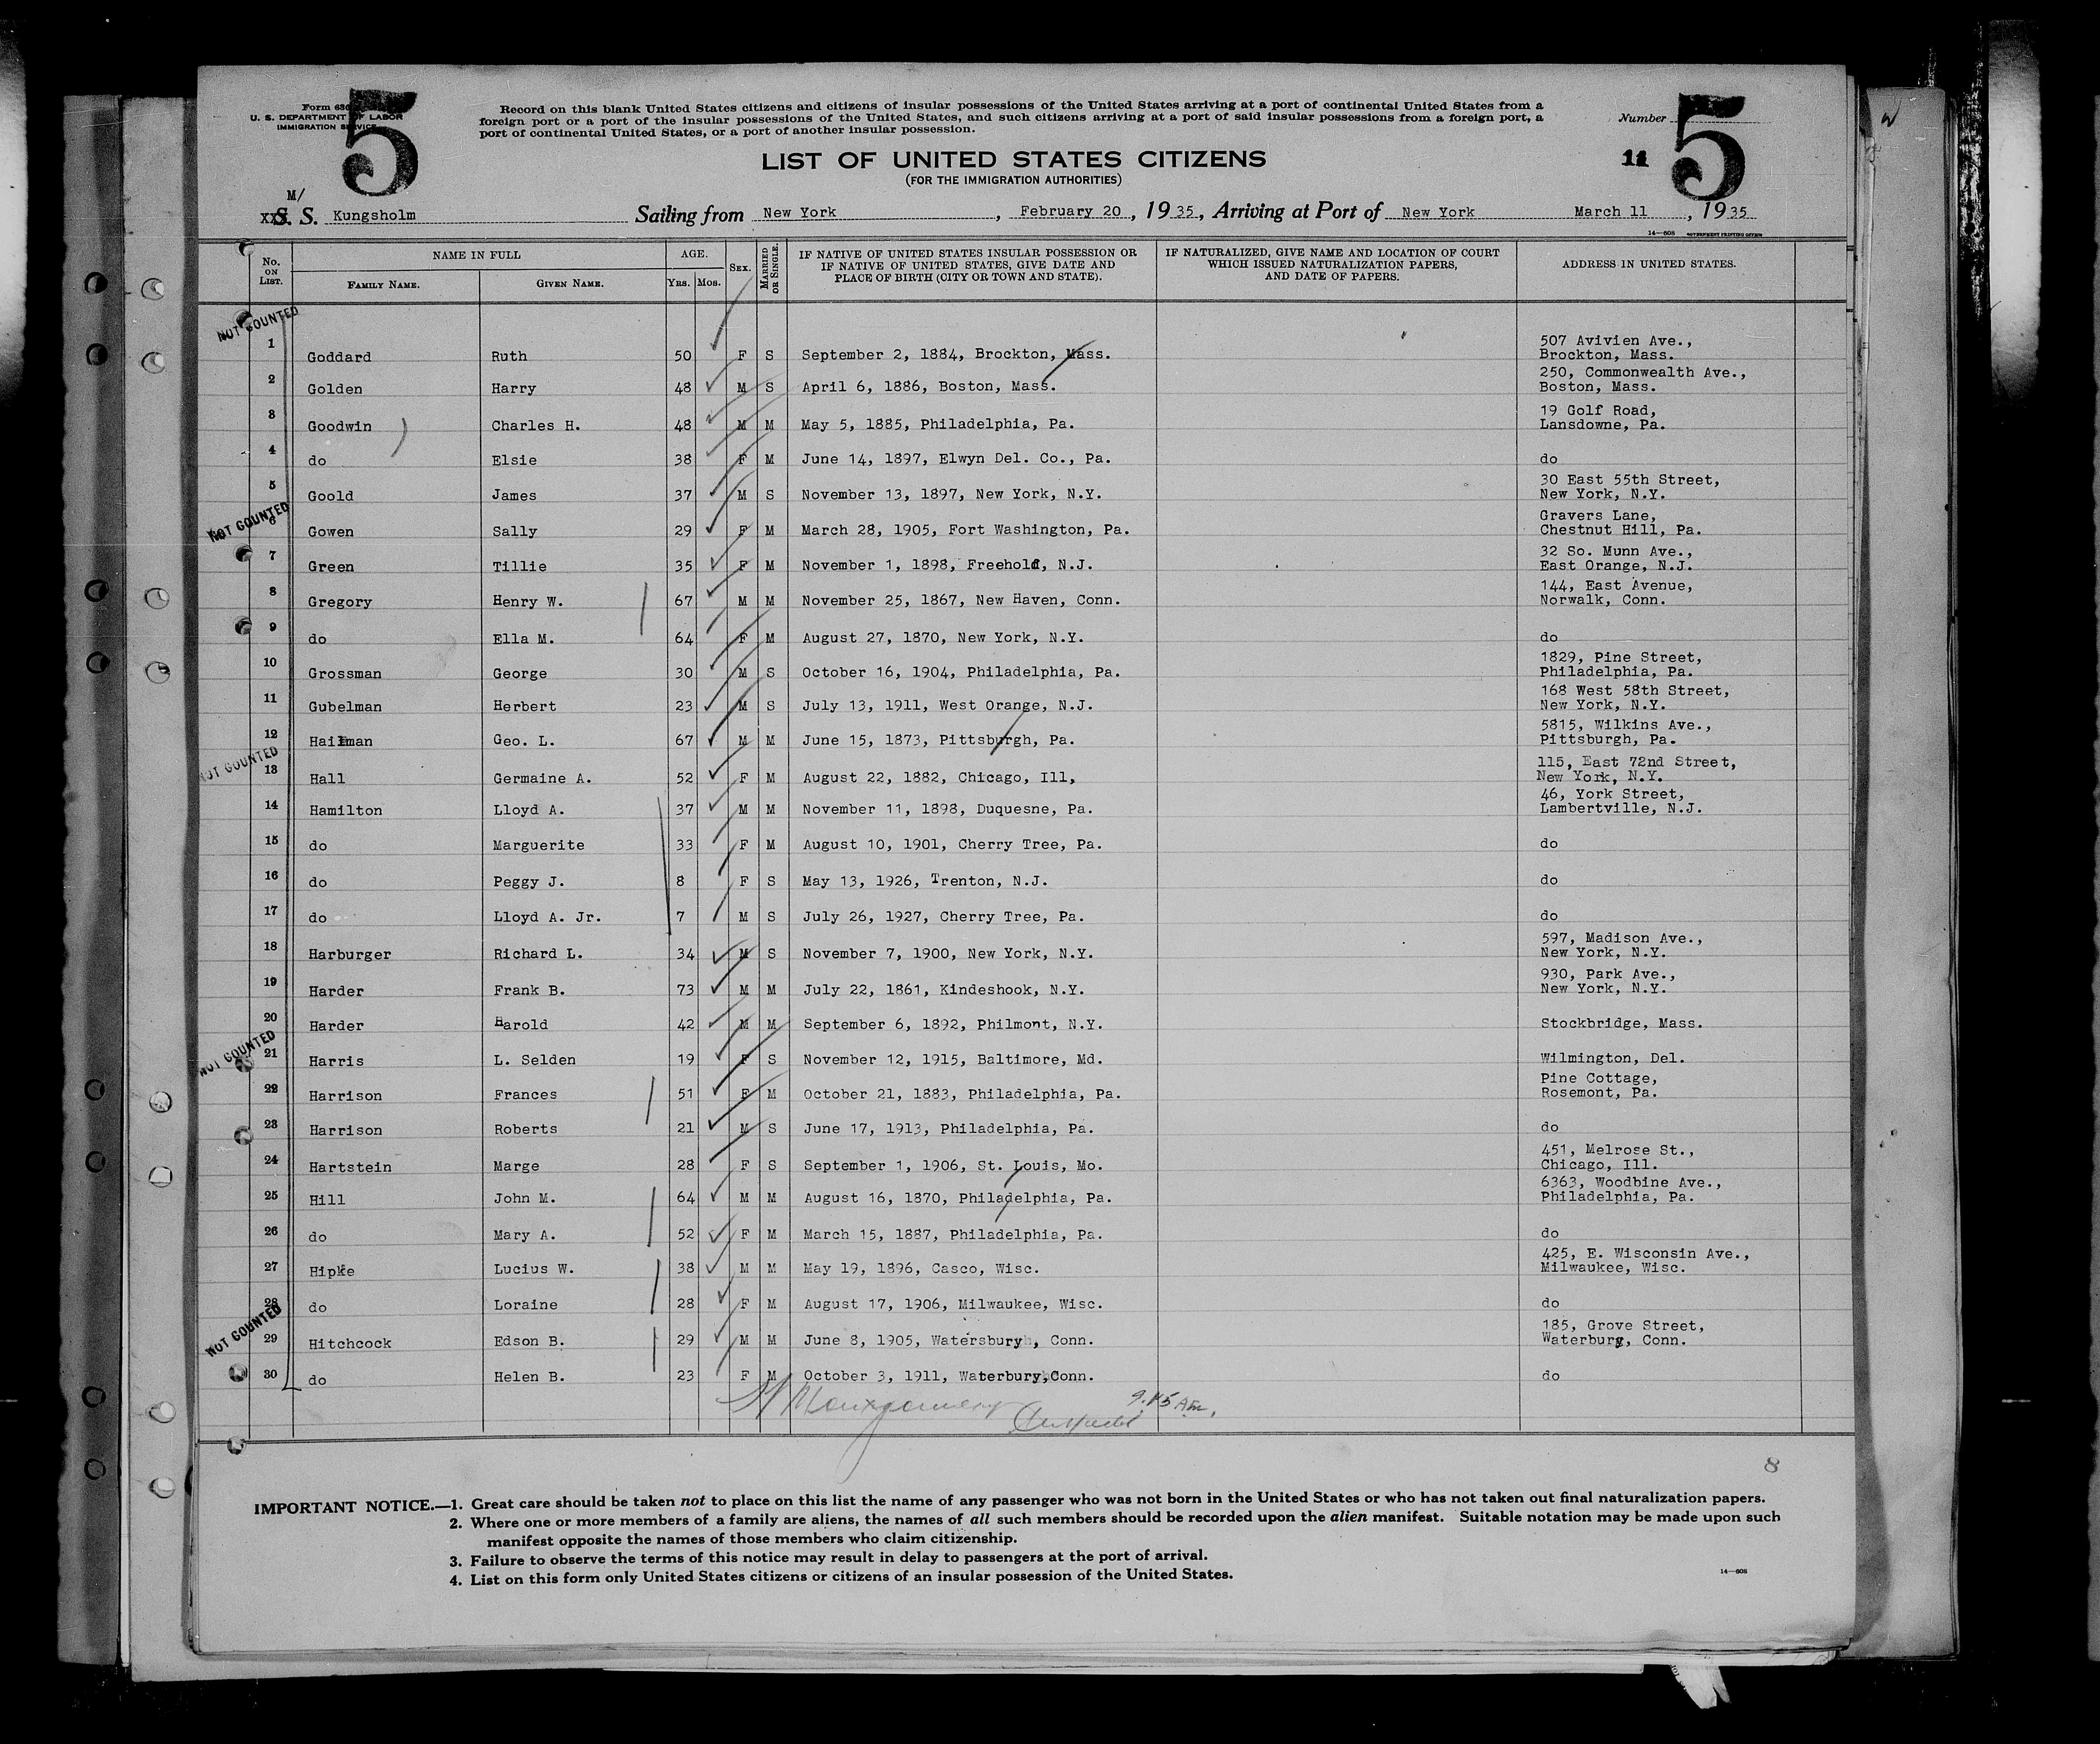 Form 630
U. S. DEPARTMENT OF LABOR
IMMIGRATION SERVICE
5
Record on this blank United States citizens and citizens of insular possessions of the United States arriving at a port of continental United States from a
foreign port or a port of the insular possessions of the United States, and such citizens arriving at a port of said insular possessions from a foreign port, a
port of continental United States, or a port of another insular possession.
Number 5
11
LIST OF UNITED STATES CITIZENS
(FOR THE IMMIGRATION AUTHORITIES)
M/
S. S. Kungsholm Sailing from New York, February 20, 1935, Arriving at Port of New York March 11, 1935
14—608 GOVERNMENT PRINTING OFFICE
No. ON LIST. NAME IN FULL FAMILY NAME. GIVEN NAME. AGE. YRS. MOS. SEX. MARRIED OR SINGLE. IF NATIVE OF UNITED STATES INSULAR POSSESSION OR IF NATIVE OF UNITED STATES, GIVE DATE AND PLACE OF BIRTH (CITY OR TOWN AND STATE). IF NATURALIZED, GIVE NAME AND LOCATION OF COURT WHICH ISSUED NATURALIZATION PAPERS, AND DATE OF PAPERS. ADDRESS IN UNITED STATES.
NOT COUNTED
1 Goddard Ruth 50 F S September 2, 1884, Brockton, Mass. 507 Avivien Ave., Brockton, Mass.
2 Golden Harry 48 M S April 6, 1886, Boston, Mass. 250, Commonwealth Ave., Boston, Mass.
3 Goodwin Charles H. 48 M M May 5, 1885, Philadelphia, Pa. 19 Golf Road, Lansdowne, Pa.
4 do Elsie 38 F M June 14, 1897, Elwyn Del. Co., Pa. do
5 Goold James 37 M S November 13, 1897, New York, N.Y. 30 East 55th Street, New York, N.Y.
NOT COUNTED
6 Gowen Sally 29 F M March 28, 1905, Fort Washington, Pa. Gravers Lane, Chestnut Hill, Pa.
7 Green Tillie 35 F M November 1, 1898, Freehold, N.J. 32 So. Munn Ave., East Orange, N.J.
8 Gregory Henry W. 67 M M November 25, 1867, New Haven, Conn. 144, East Avenue, Norwalk, Conn.
9 do Ella M. 64 F M August 27, 1870, New York, N.Y. do
10 Grossman George 30 M S October 16, 1904, Philadelphia, Pa. 1829, Pine Street, Philadelphia, Pa.
11 Gubelman Herbert 23 M S July 13, 1911, West Orange, N.J. 168 West 58th Street, New York, N.Y.
12 Hailman Geo. L. 67 M M June 15, 1873, Pittsburgh, Pa. 5815, Wilkins Ave., Pittsburgh, Pa.
NOT COUNTED
13 Hall Germaine A. 52 F M August 22, 1882, Chicago, Ill, 115, East 72nd Street, New York, N.Y.
14 Hamilton Lloyd A. 37 M M November 11, 1898, Duquesne, Pa. 46, York Street, Lambertville, N.J.
15 do Marguerite 33 F M August 10, 1901, Cherry Tree, Pa. do
16 do Peggy J. 8 F S May 13, 1926, Trenton, N.J. do
17 do Lloyd A. Jr. 7 M S July 26, 1927, Cherry Tree, Pa. do
18 Harburger Richard L. 34 M S November 7, 1900, New York, N.Y. 597, Madison Ave., New York, N.Y.
19 Harder Frank B. 73 M M July 22, 1861, Kindeshook, N.Y. 930, Park Ave., New York, N.Y.
20 Harder Harold 42 M M September 6, 1892, Philmont, N.Y. Stockbridge, Mass.
NOT COUNTED
21 Harris L. Selden 19 F S November 12, 1915, Baltimore, Md. Wilmington, Del.
22 Harrison Frances 51 F M October 21, 1883, Philadelphia, Pa. Pine Cottage, Rosemont, Pa.
23 Harrison Roberts 21 M S June 17, 1913, Philadelphia, Pa. do
24 Hartstein Marge 28 F S September 1, 1906, St. Louis, Mo. 451, Melrose St., Chicago, Ill.
25 Hill John M. 64 M M August 16, 1870, Philadelphia, Pa. 6363, Woodbine Ave., Philadelphia, Pa.
26 do Mary A. 52 F M March 15, 1887, Philadelphia, Pa. do
27 Hipke Lucius W. 38 M M May 19, 1896, Casco, Wisc. 425, E. Wisconsin Ave., Milwaukee, Wisc.
28 do Loraine 28 F M August 17, 1906, Milwaukee, Wisc. do
NOT COUNTED
29 Hitchcock Edson B. 29 M M June 8, 1905, Watersbury, Conn. 185, Grove Street, Waterburg, Conn.
30 do Helen B. 23 F M October 3, 1911, Waterbury, Conn. do
Montgomery 9.45 Am.
8
IMPORTANT NOTICE.—1. Great care should be taken not to place on this list the name of any passenger who was not born in the United States or who has not taken out final naturalization papers.
2. Where one or more members of a family are aliens, the names of all such members should be recorded upon the alien manifest. Suitable notation may be made upon such
manifest opposite the names of those members who claim citizenship.
3. Failure to observe the terms of this notice may result in delay to passengers at the port of arrival.
4. List on this form only United States citizens or citizens of an insular possession of the United States.
14—608